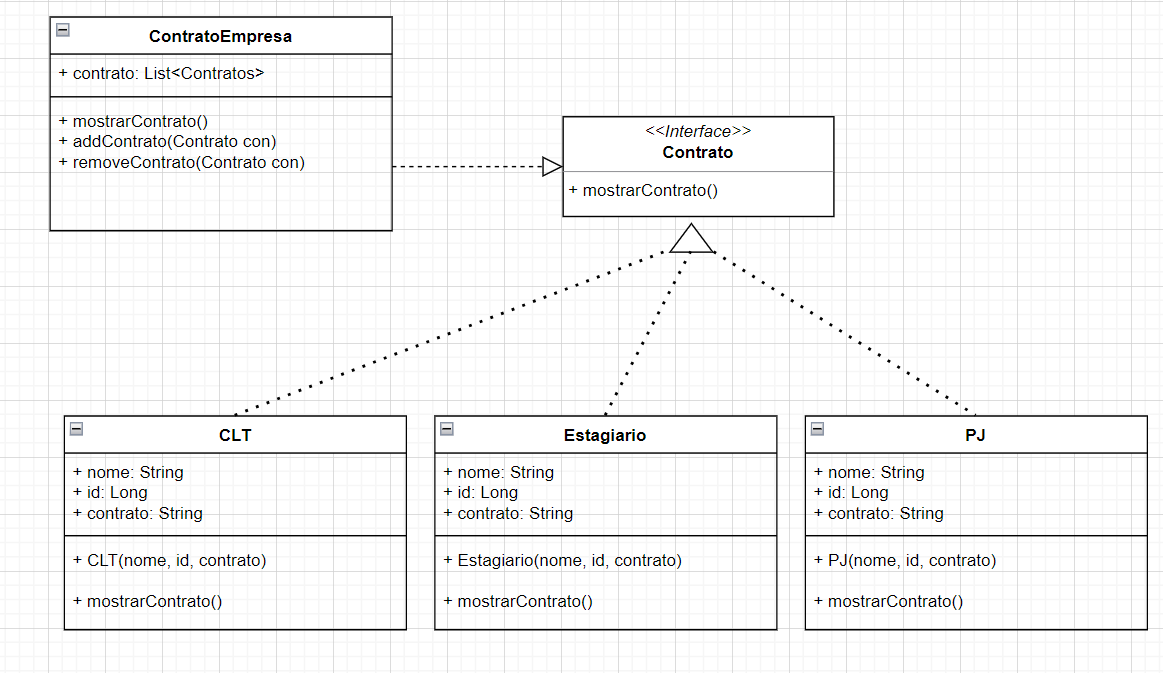 ContratoEmpresa
+ contrato: List<Contratos>
+ mostrarContrato()
+ addContrato(Contrato con)
+ removeContrato(Contrato con)
<<Interface>>
Contrato
+ mostrarContrato()
CLT
+ nome: String
+ id: Long
+ contrato: String
+ CLT(nome, id, contrato)
+ mostrarContrato()
Estagiario
+ nome: String
+ id: Long
+ contrato: String
+ Estagiario(nome, id, contrato)
+ mostrarContrato()
PJ
+ nome: String
+ id: Long
+ contrato: String
+ PJ(nome, id, contrato)
+ mostrarContrato()